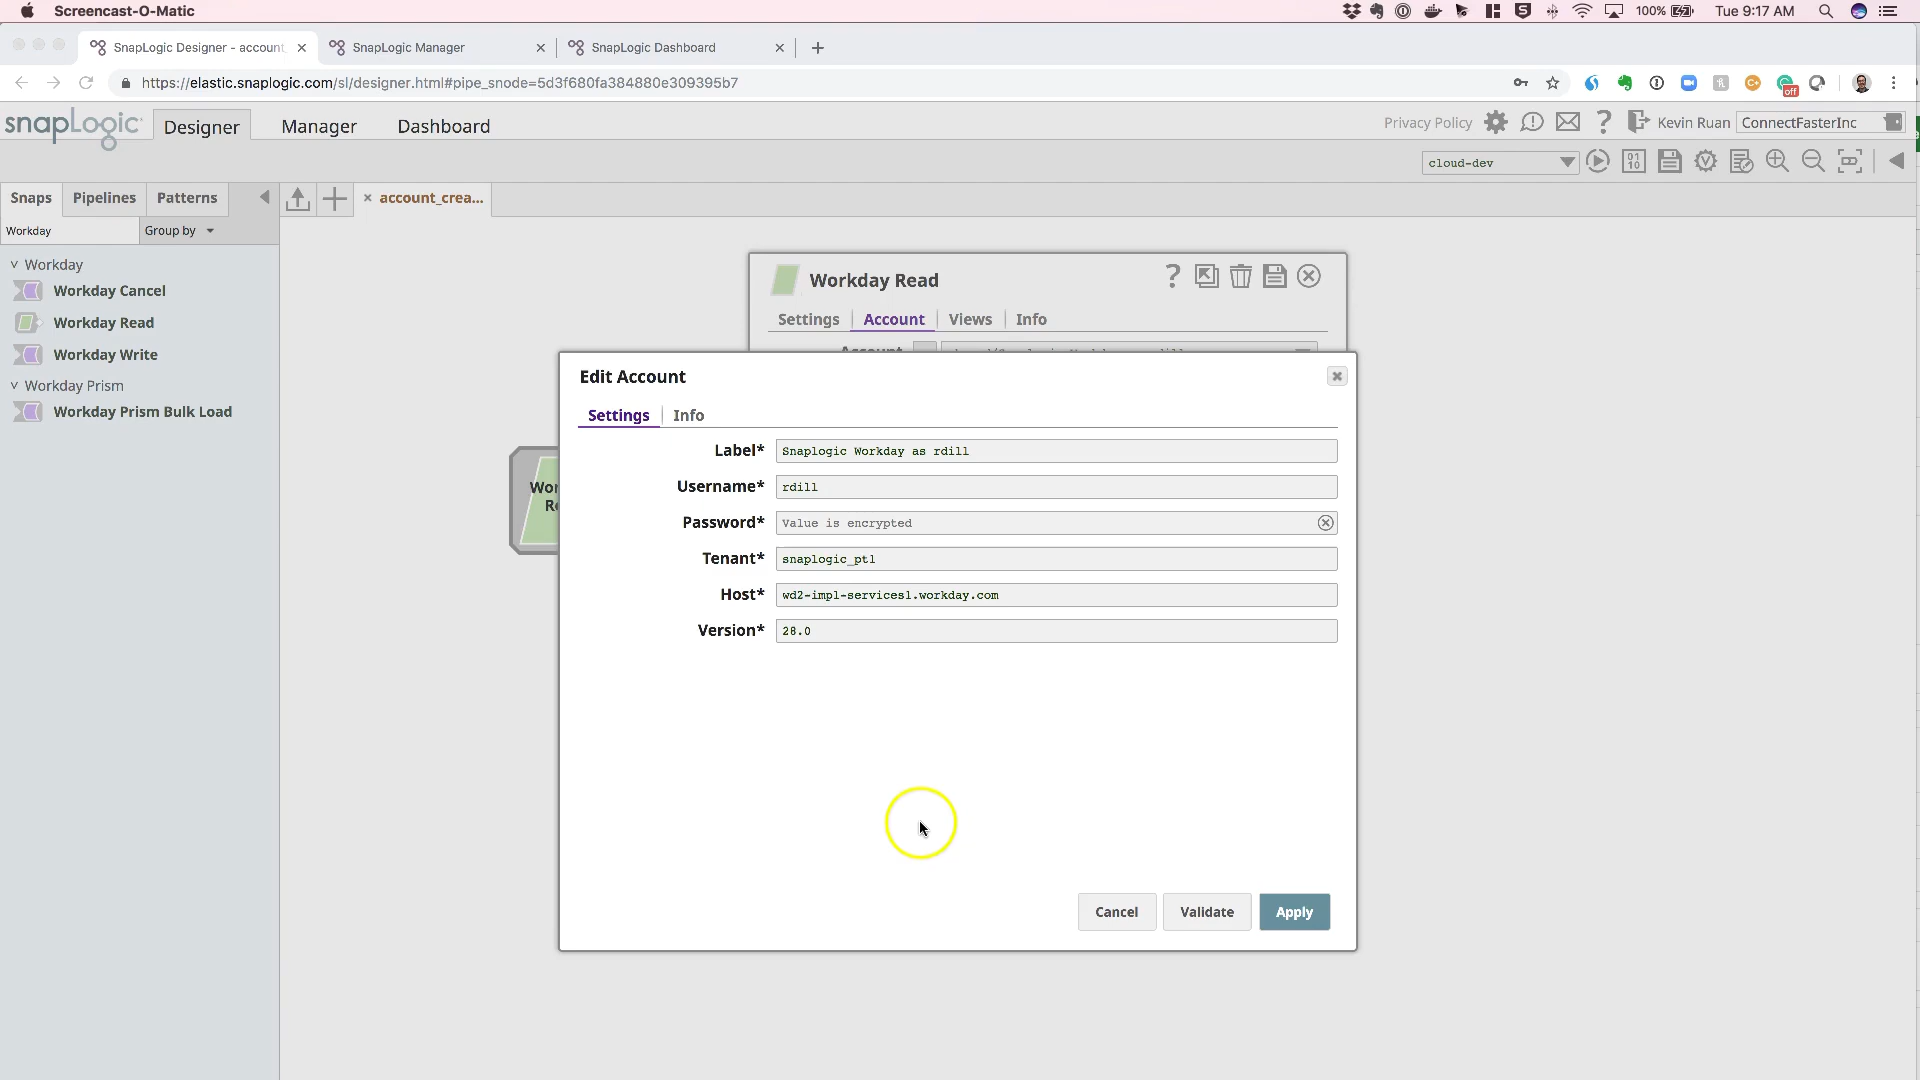 Screencast-O-Matic
100%
Tue 9:17 AM
SnapLogic Designer - account_
SnapLogic Manager
SnapLogic Dashboard
https://elastic.snaplogic.com/sl/designer.html#pipe_snode=5d3f680fa384880e309395b7
off
snapLogic
Designer
Manager
Dashboard
Privacy Policy
Kevin Ruan
ConnectFasterInc
cloud-dev
Snaps
Pipelines
Patterns
account_crea...
Workday
Group by
Workday
Workday Cancel
Workday Read
Workday Write
Workday Prism
Workday Prism Bulk Load
Workday Read
Settings
Account
Views
Info
Account
Wor
Re
Edit Account
Settings
Info
Label*
Snaplogic Workday as rdill
Username*
rdill
Password*
Value is encrypted
Tenant*
snaplogic_pt1
Host*
wd2-impl-services1.workday.com
Version*
28.0
Cancel
Validate
Apply